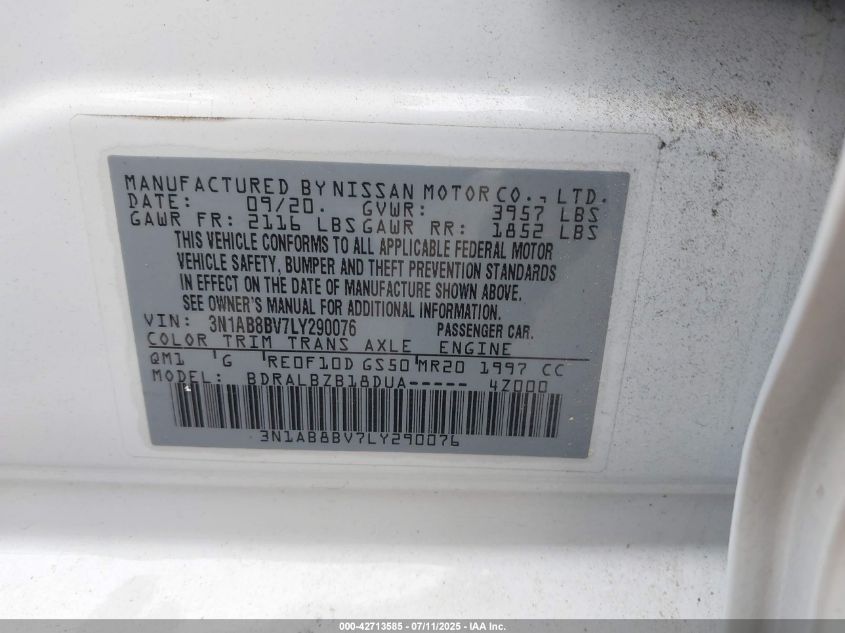 MANUFACTURED BY NISSAN MOTOR CO., LTD.
DATE: 09/20. GVWR: 3957 LBS
GAWR FR: 2116 LBS GAWR RR: 1852 LBS
THIS VEHICLE CONFORMS TO ALL APPLICABLE FEDERAL MOTOR
VEHICLE SAFETY, BUMPER AND THEFT PREVENTION STANDARDS
IN EFFECT ON THE DATE OF MANUFACTURE SHOWN ABOVE.
SEE OWNER'S MANUAL FOR ADDITIONAL INFORMATION.
VIN: 3N1AB8BV7LY290076 PASSENGER CAR.
COLOR TRIM TRANS AXLE ENGINE
QM1 'G 'RE0F10D GS50 'MR20 1997 CC
MODEL: BDRALBZB18DUA----- 4Z000
3N1AB8BV7LY290076
000-42713585 - 07/11/2025 - IAA Inc.